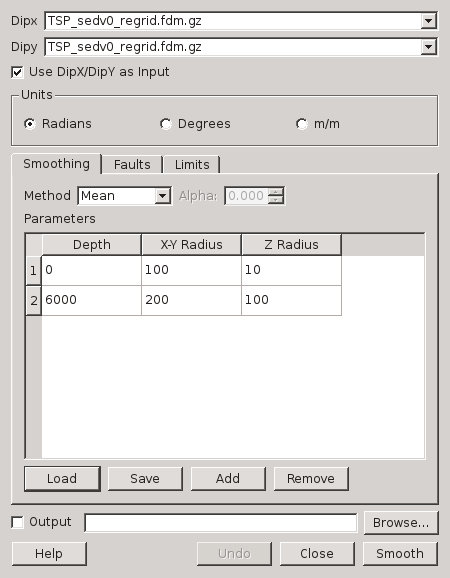 Dipx TSP_sedv0_regrid.fdm.gz
Dipy TSP_sedv0_regrid.fdm.gz
Use DipX/DipY as Input
Units
Radians Degrees m/m
Smoothing Faults Limits
Method Mean Alpha: 0.000
Parameters
Depth X-Y Radius Z Radius
1 0 100 10
2 6000 200 100
Load Save Add Remove
Output Browse...
Help Undo Close Smooth